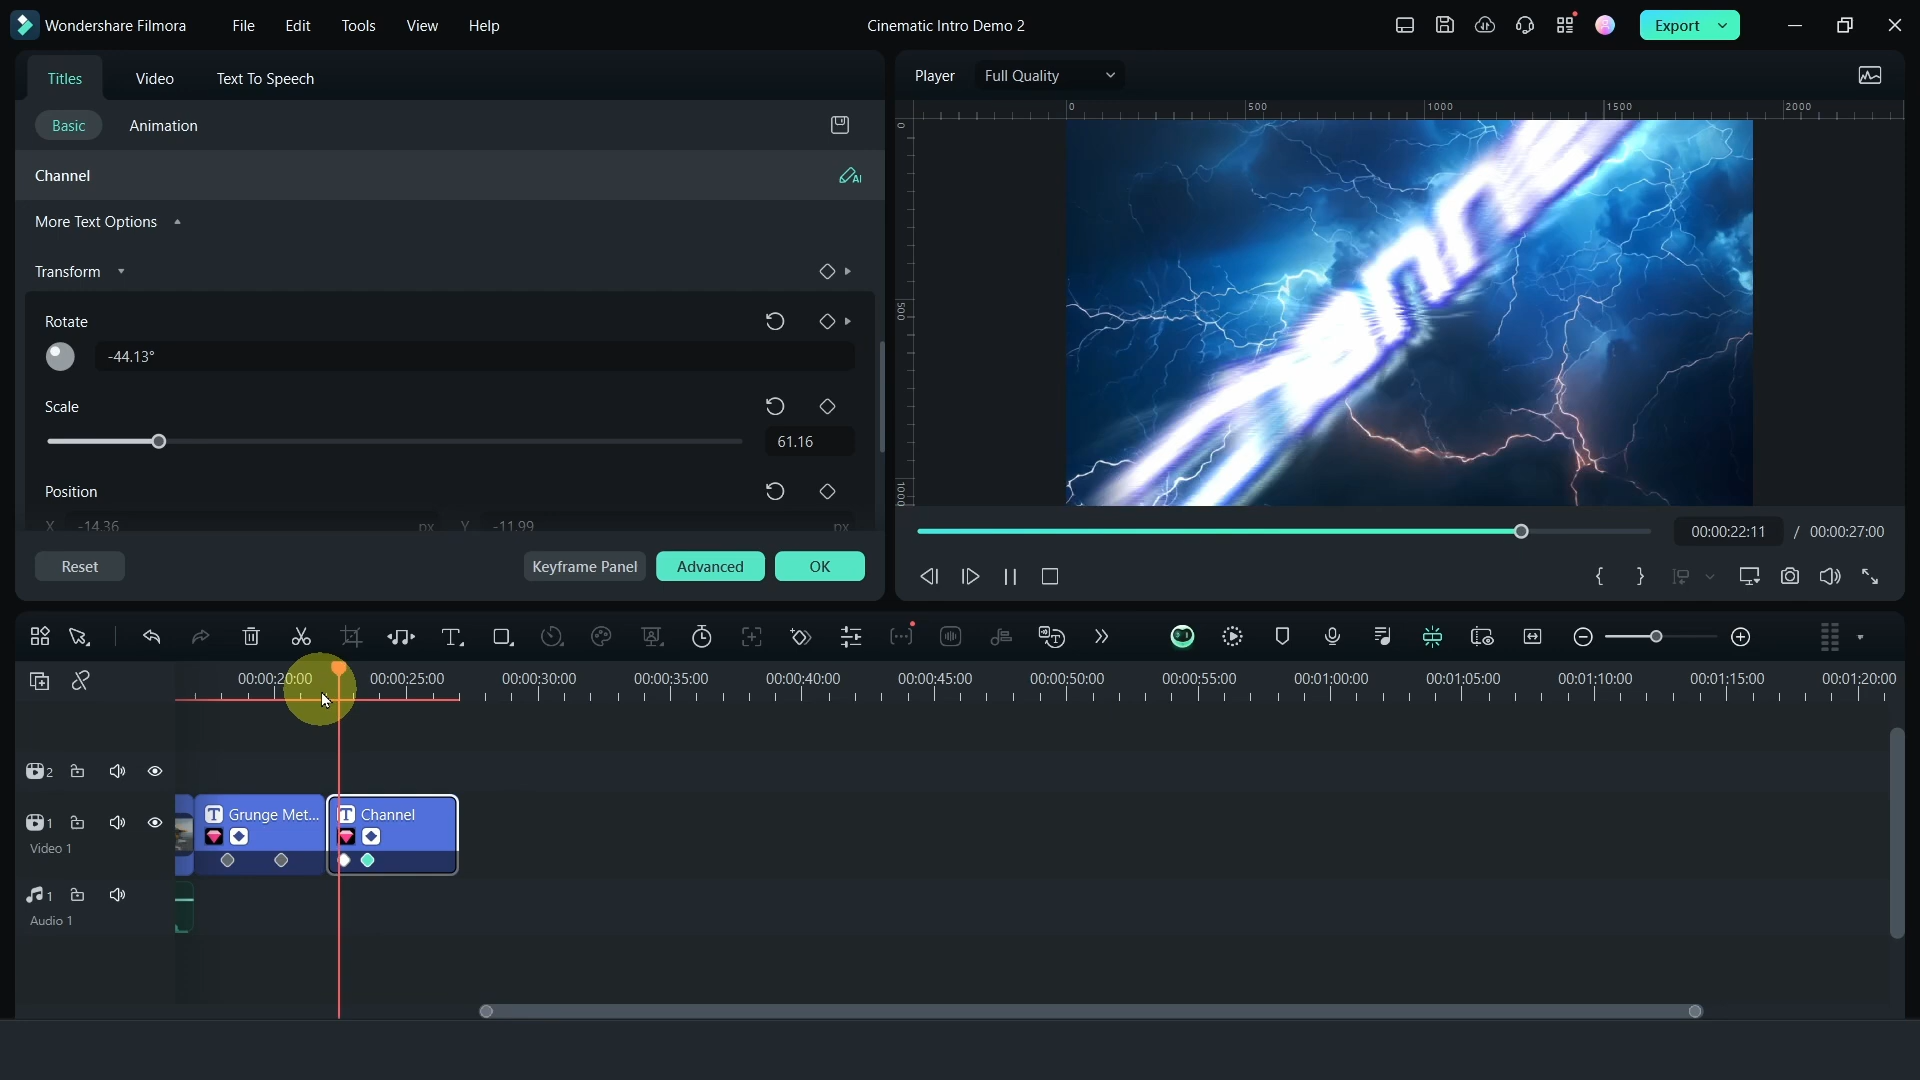 Wondershare Filmora File Edit Tools View Help Cinematic Intro Demo 2 Export
Titles Video Text To Speech
Basic Animation
Channel AI
More Text Options
Transform
Rotate
-44.13°
Scale
61.16
Position
X -14.36 px Y -11.99 px
Reset Keyframe Panel Advanced OK
Player Full Quality
0 500 1000 1500 2000
0
500
1000
00:00:22:11 / 00:00:27:00
{ }
00:00:20:00 00:00:25:00 00:00:30:00 00:00:35:00 00:00:40:00 00:00:45:00 00:00:50:00 00:00:55:00 00:01:00:00 00:01:05:00 00:01:10:00 00:01:15:00 00:01:20:00
2
1
Video 1
T Grunge Met... T Channel
1
Audio 1